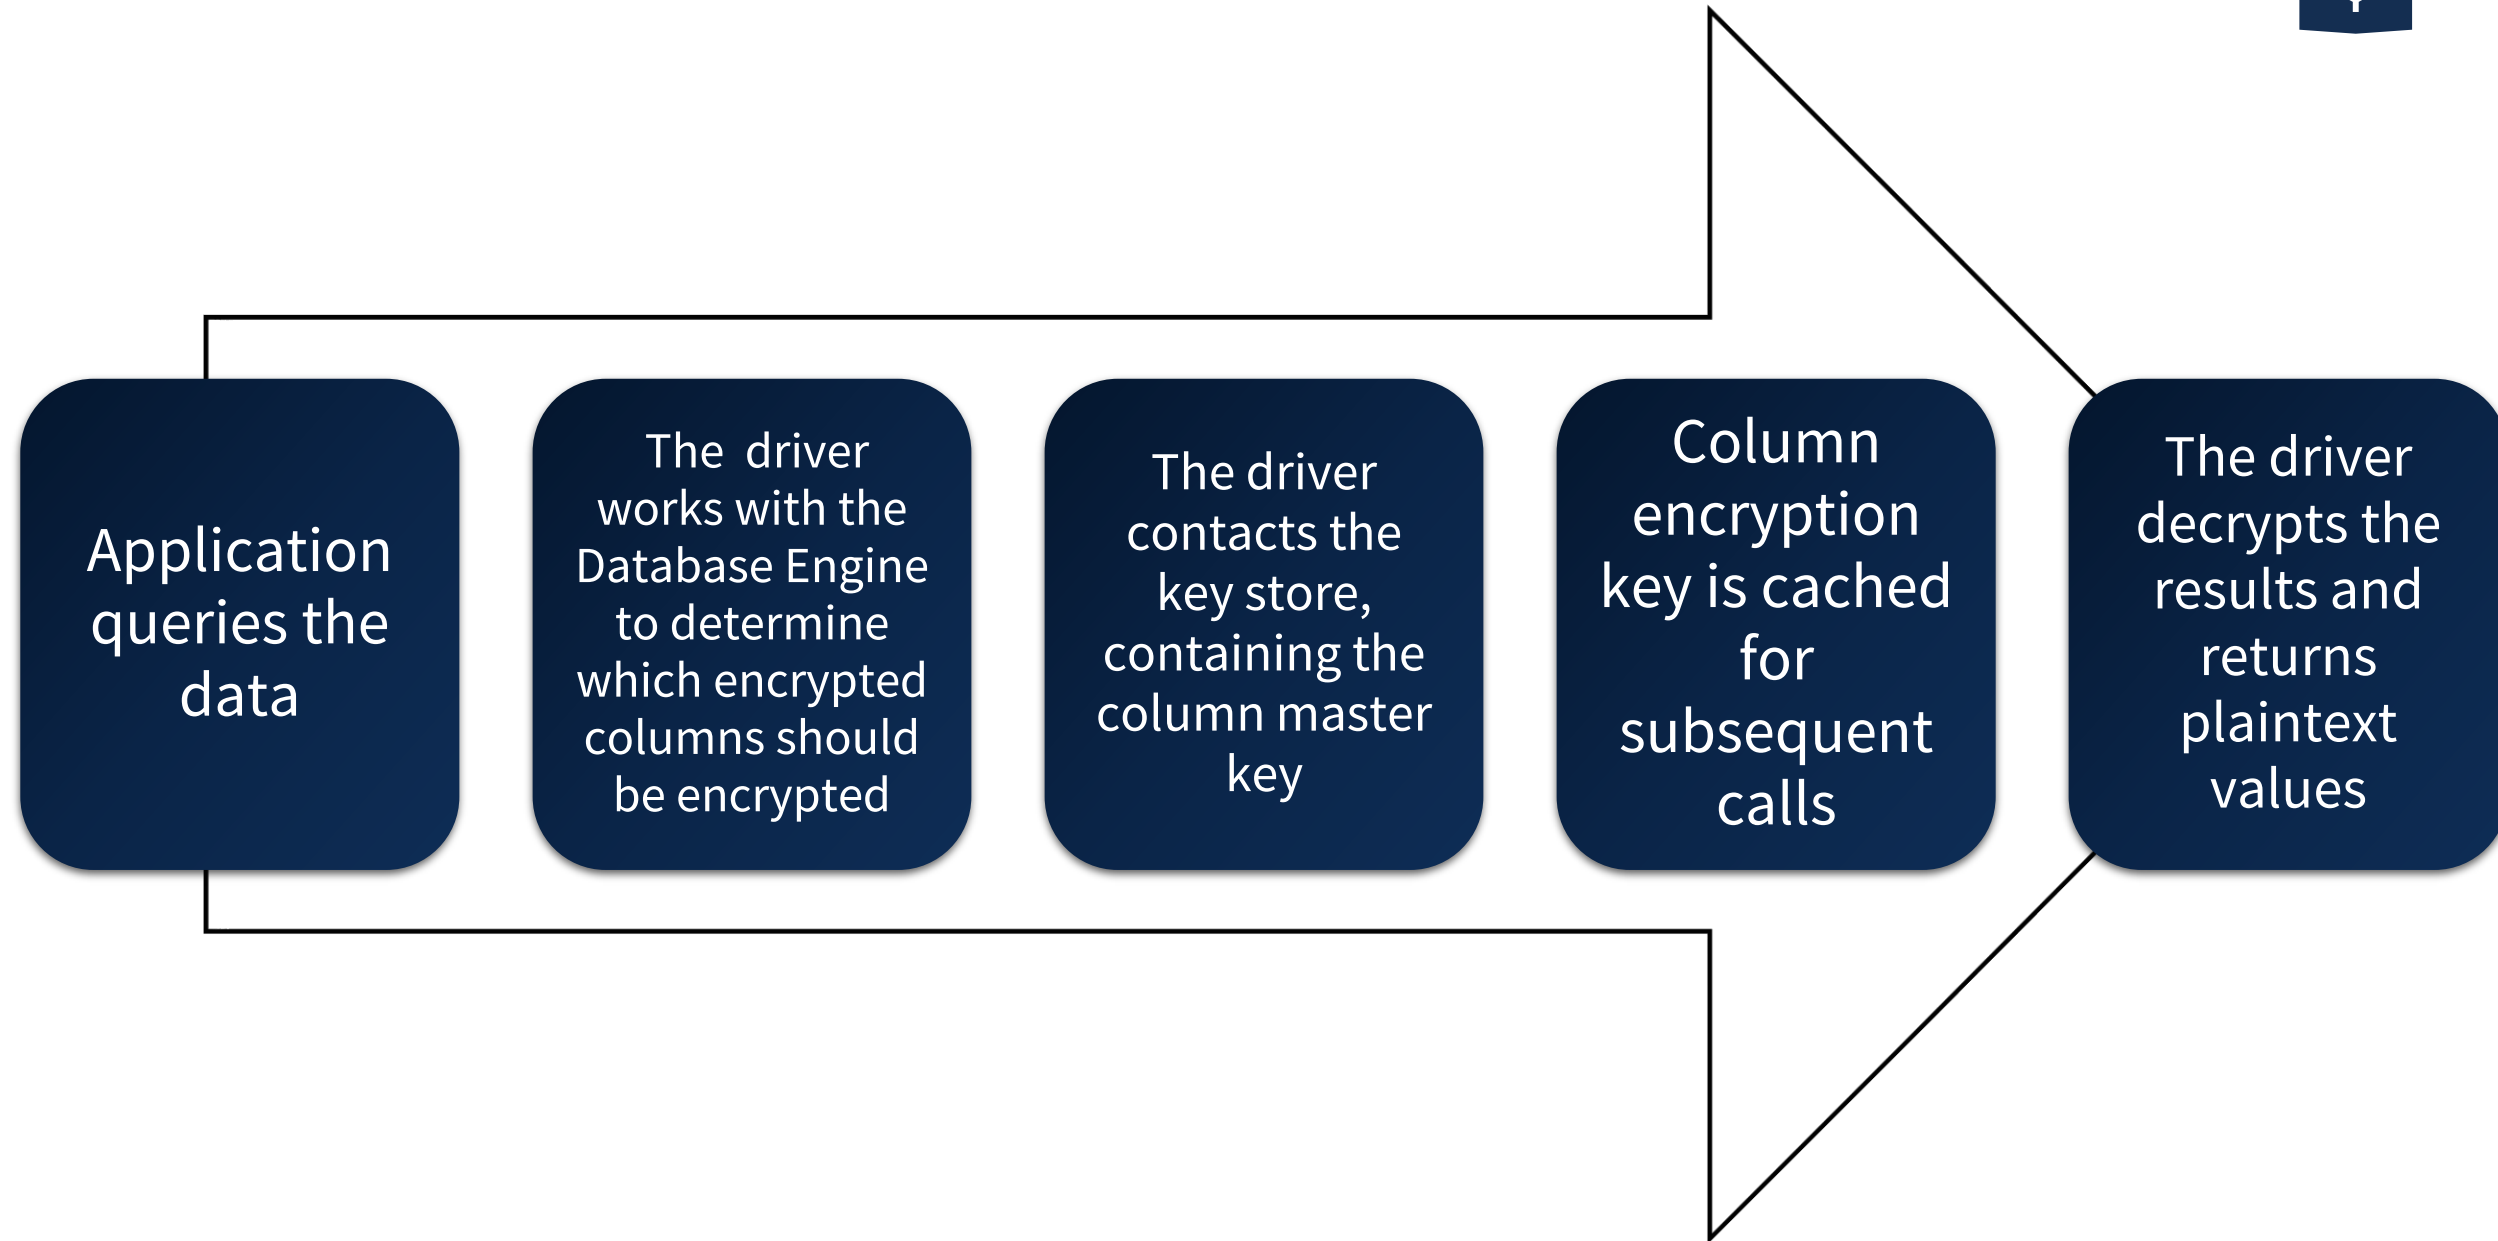 Application
queries the
data
The driver
works with the
Database Engine
to determine
which encrypted
columns should
be encrypted
The driver
contacts the
key store,
containing the
column master
key
Column
encryption
key is cached
for
subsequent
calls
The driver
decrypts the
results and
returns
plaintext
values